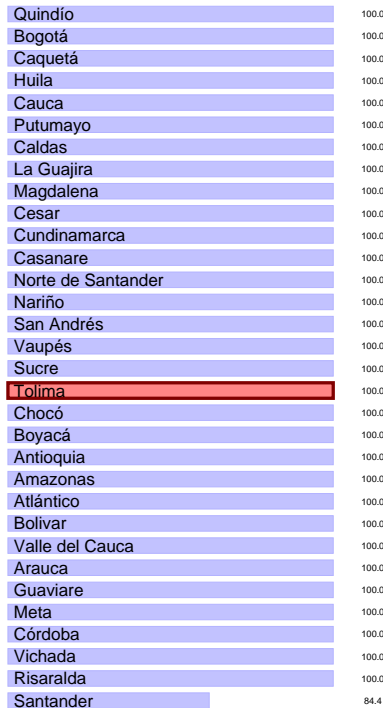 Quindío 100.0
Bogotá 100.0
Caquetá 100.0
Huila 100.0
Cauca 100.0
Putumayo 100.0
Caldas 100.0
La Guajira 100.0
Magdalena 100.0
Cesar 100.0
Cundinamarca 100.0
Casanare 100.0
Norte de Santander 100.0
Nariño 100.0
San Andrés 100.0
Vaupés 100.0
Sucre 100.0
Tolima 100.0
Chocó 100.0
Boyacá 100.0
Antioquia 100.0
Amazonas 100.0
Atlántico 100.0
Bolivar 100.0
Valle del Cauca 100.0
Arauca 100.0
Guaviare 100.0
Meta 100.0
Córdoba 100.0
Vichada 100.0
Risaralda 100.0
Santander 84.4